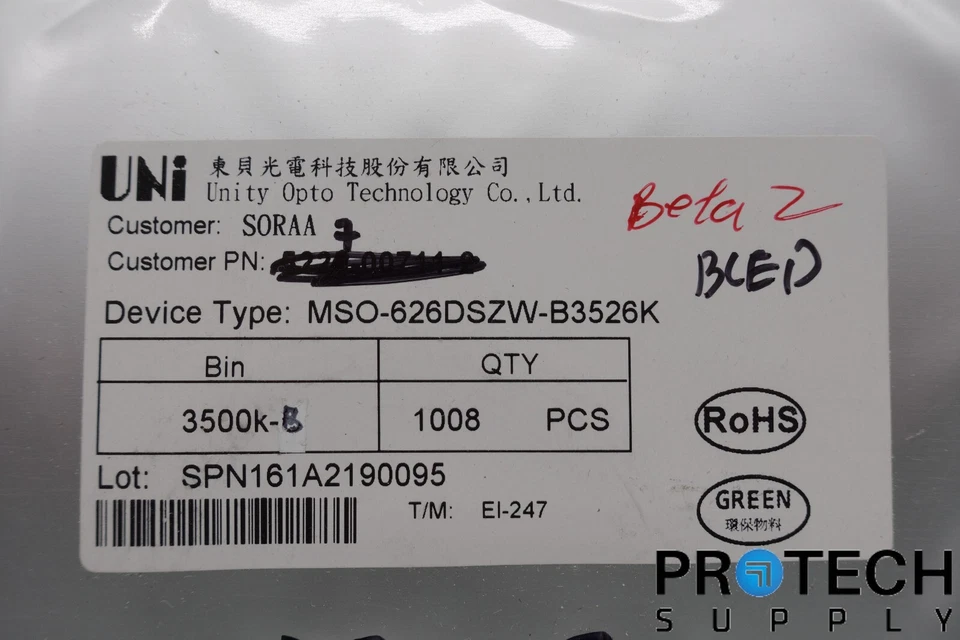 UNi
東貝光電科技股份有限公司
Unity Opto Technology Co.,Ltd.
Beta 2
Customer: SORAA
Customer PN:
Device Type: MSO-626DSZW-B3526K
Bin QTY
3500k-B 1008 PCS
RoHS
Lot: SPN161A2190095
T/M: EI-247
GREEN
環保物料
PROTECH
SUPPLY